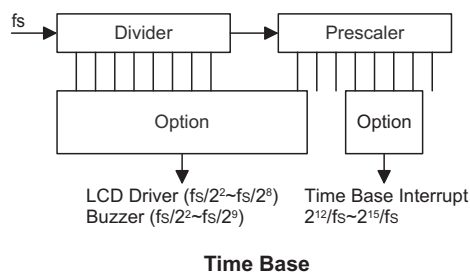 fs
Divider
Prescaler
Option
Option
LCD Driver (fs/2²~fs/2⁸)
Buzzer (fs/2²~fs/2⁹)
Time Base Interrupt
2¹²/fs~2¹⁵/fs
Time Base